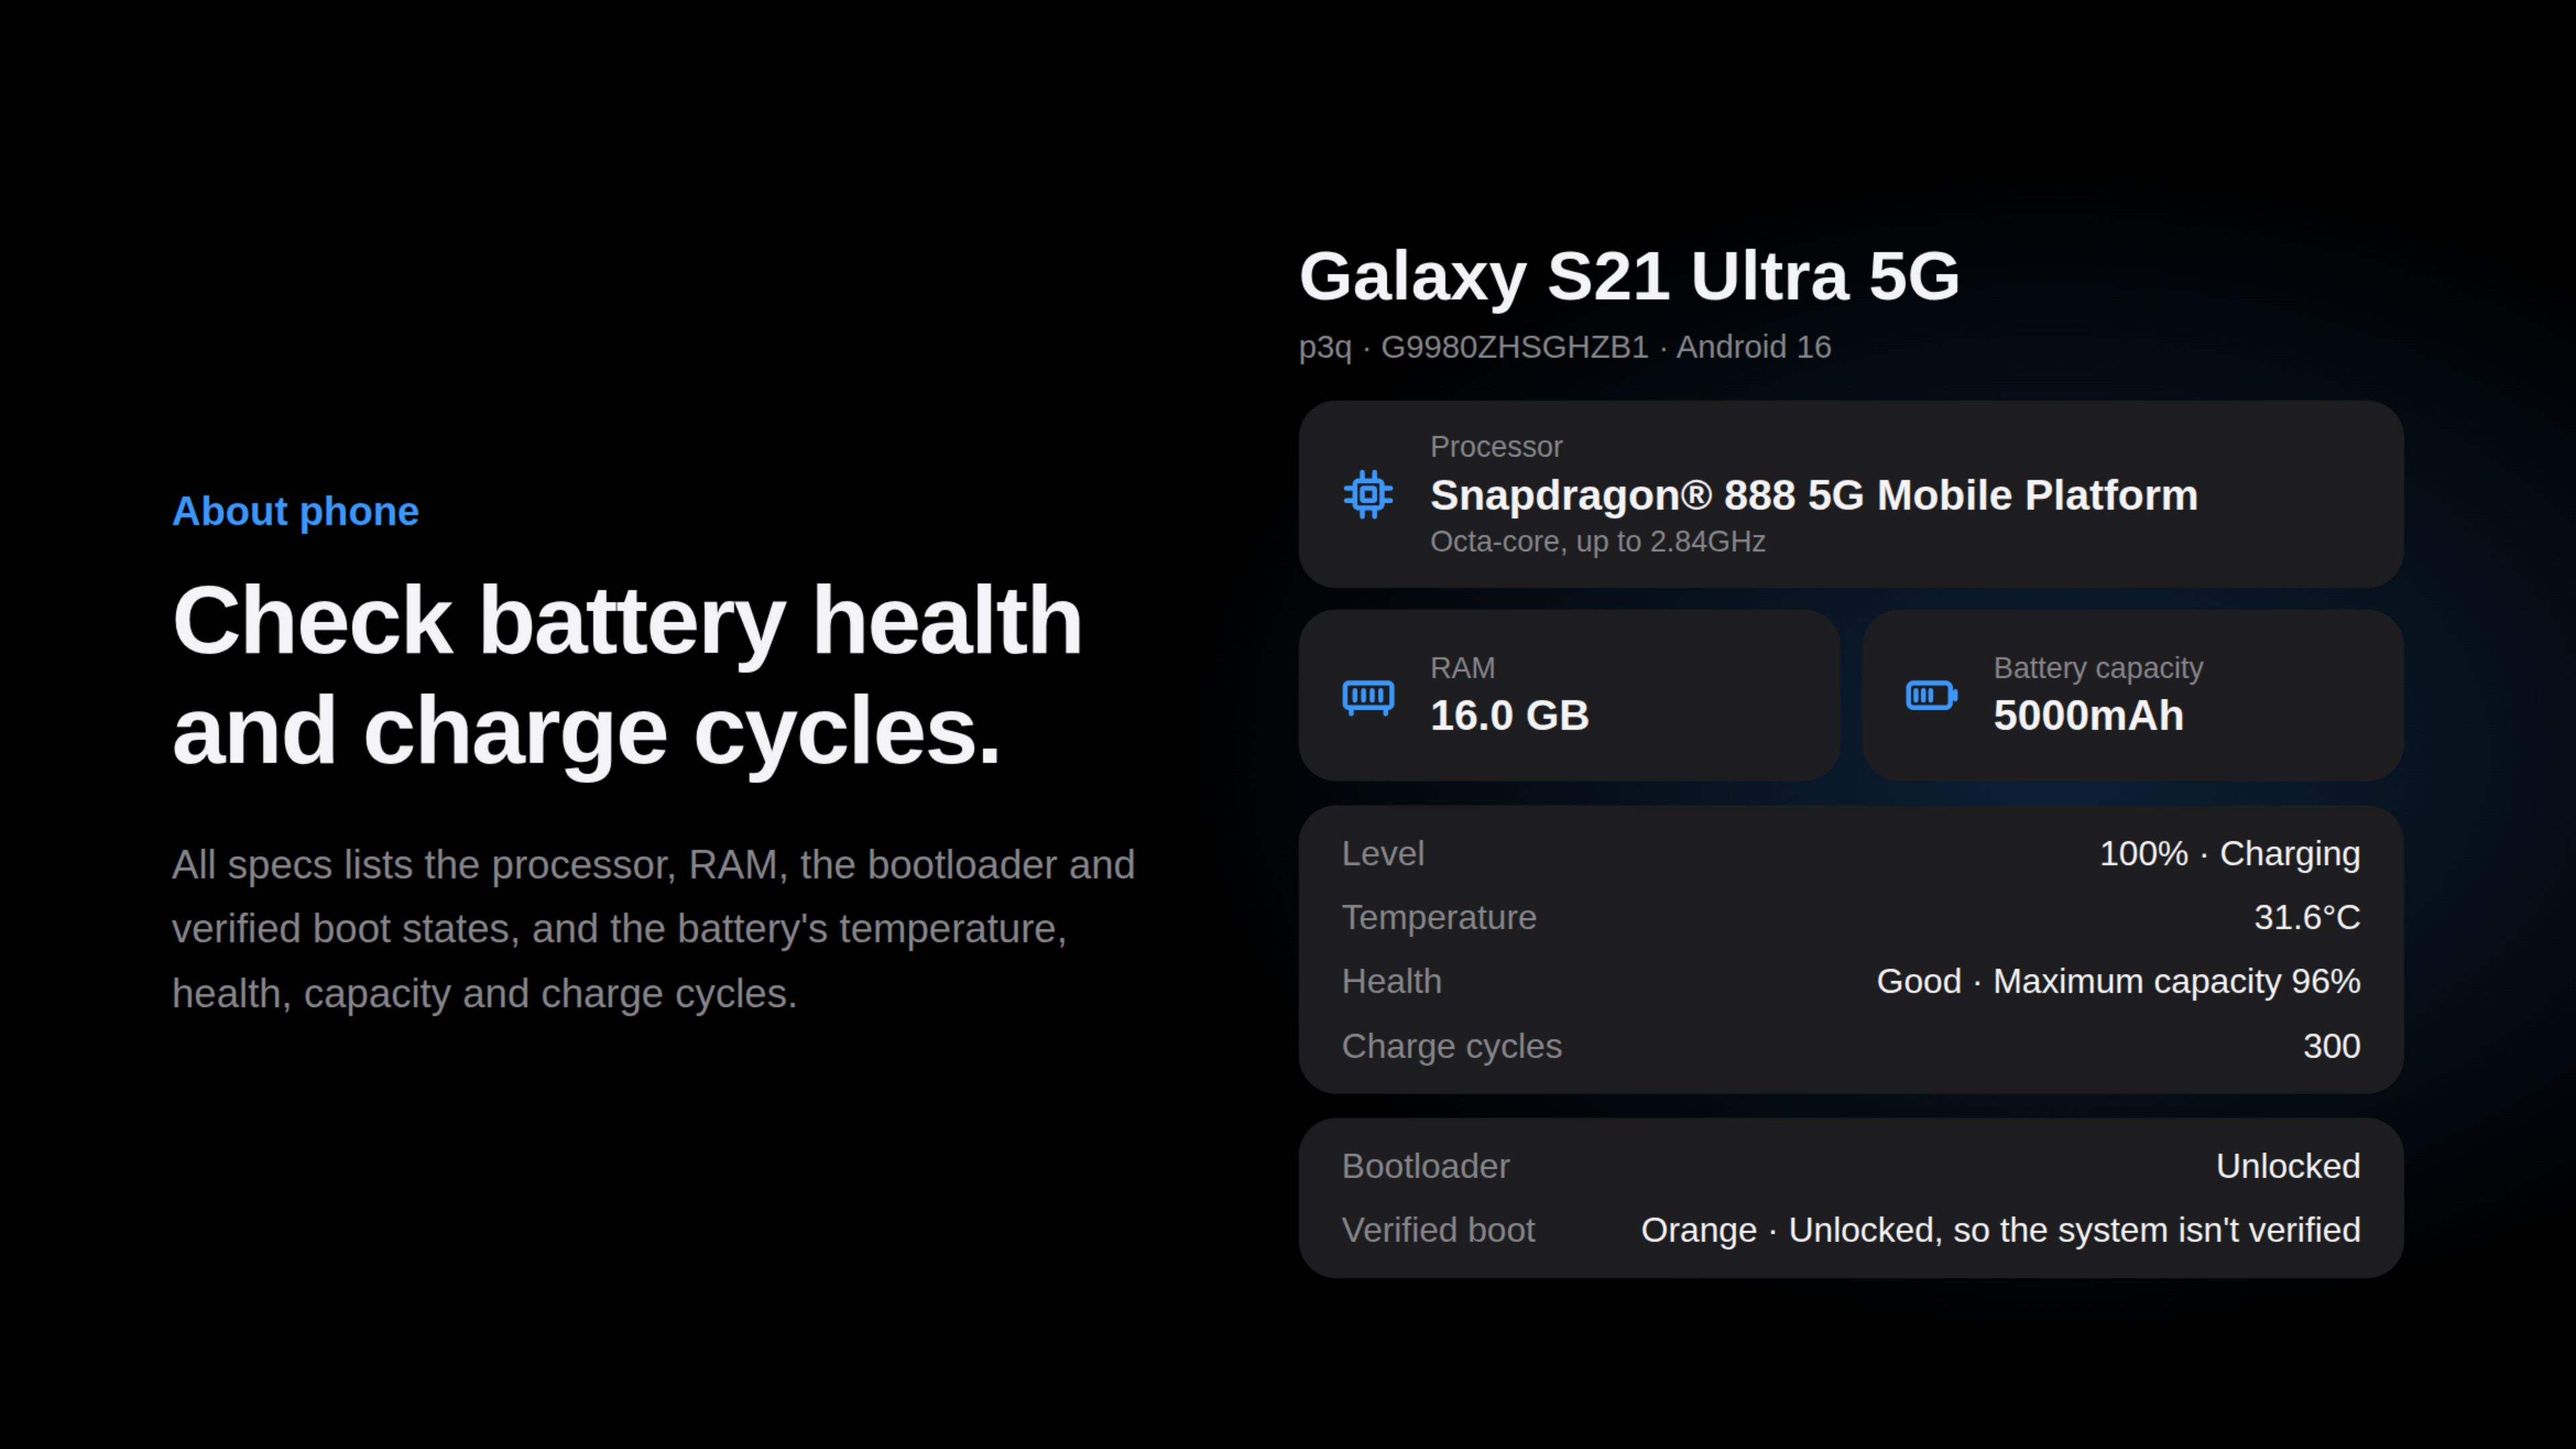 About phone
Check battery health
and charge cycles.
All specs lists the processor, RAM, the bootloader and
verified boot states, and the battery's temperature,
health, capacity and charge cycles.
Galaxy S21 Ultra 5G
p3q · G9980ZHSGHZB1 · Android 16
Processor
Snapdragon® 888 5G Mobile Platform
Octa-core, up to 2.84GHz
RAM
16.0 GB
Battery capacity
5000mAh
Level 100% · Charging
Temperature 31.6°C
Health Good · Maximum capacity 96%
Charge cycles 300
Bootloader Unlocked
Verified boot Orange · Unlocked, so the system isn't verified